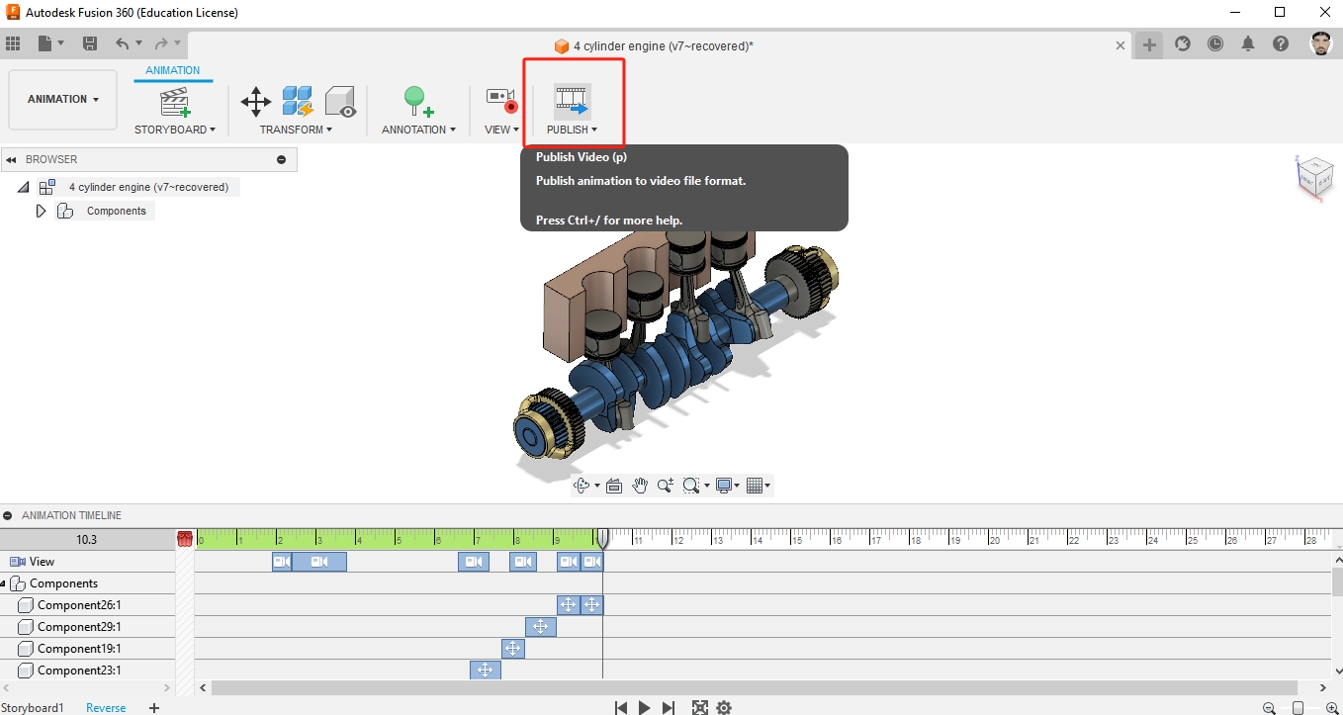 Autodesk Fusion 360 (Education License)
4 cylinder engine (v7~recovered)*
ANIMATION
ANIMATION
STORYBOARD
TRANSFORM
ANNOTATION
VIEW
PUBLISH
BROWSER
Publish Video (p)
Publish animation to video file format.
Press Ctrl+/ for more help.
4 cylinder engine (v7~recovered)
Components
ANIMATION TIMELINE
10.3
0 1 2 3 4 5 6 7 8 9 11 12 13 14 15 16 17 18 19 20 21 22 23 24 25 26 27 28
View
Components
Component26:1
Component29:1
Component19:1
Component23:1
Storyboard1 Reverse +